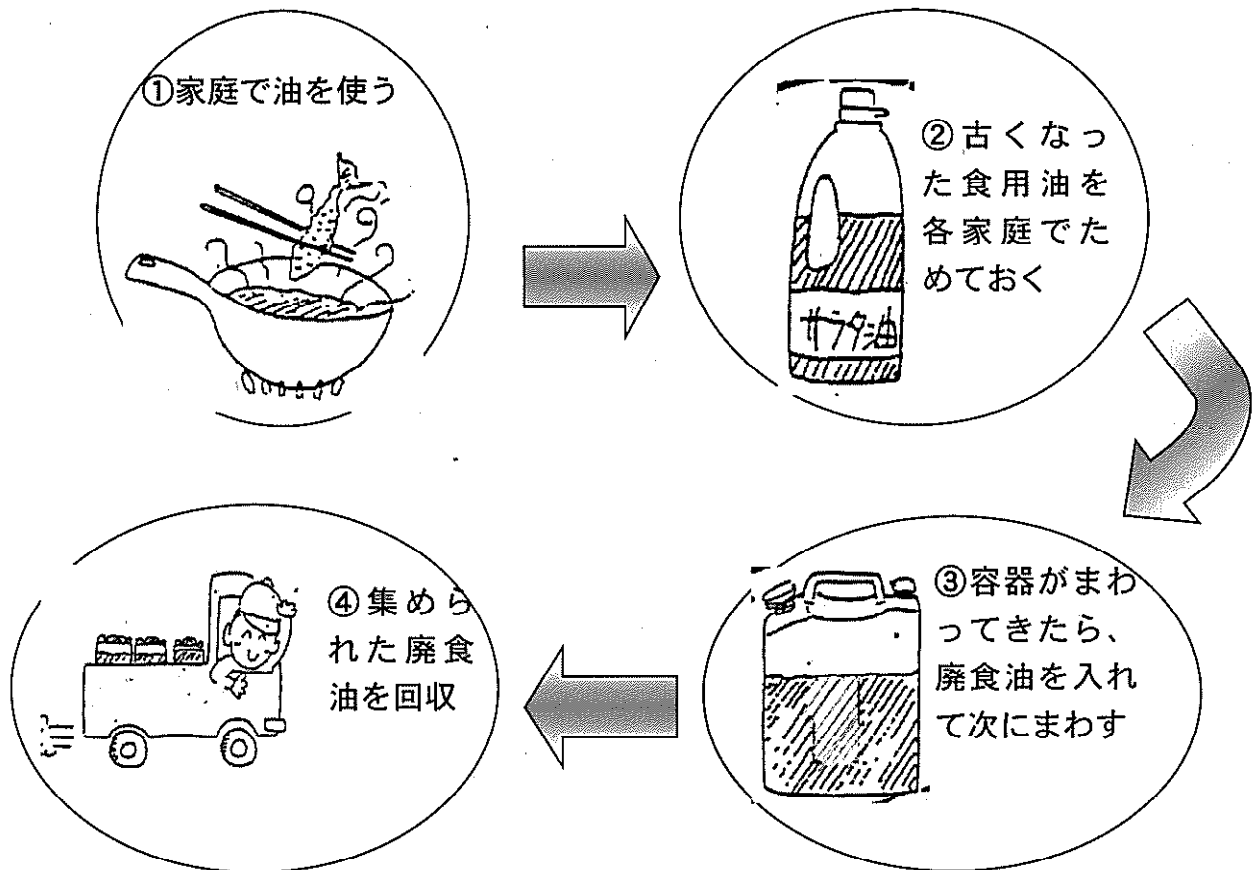 ①家庭で油を使う
②古くなっ
た食用油を
各家庭でた
めておく
サラダ油
③容器がまわ
ってきたら、
廃食油を入れ
て次にまわす
④集めら
れた廃食
油を回収